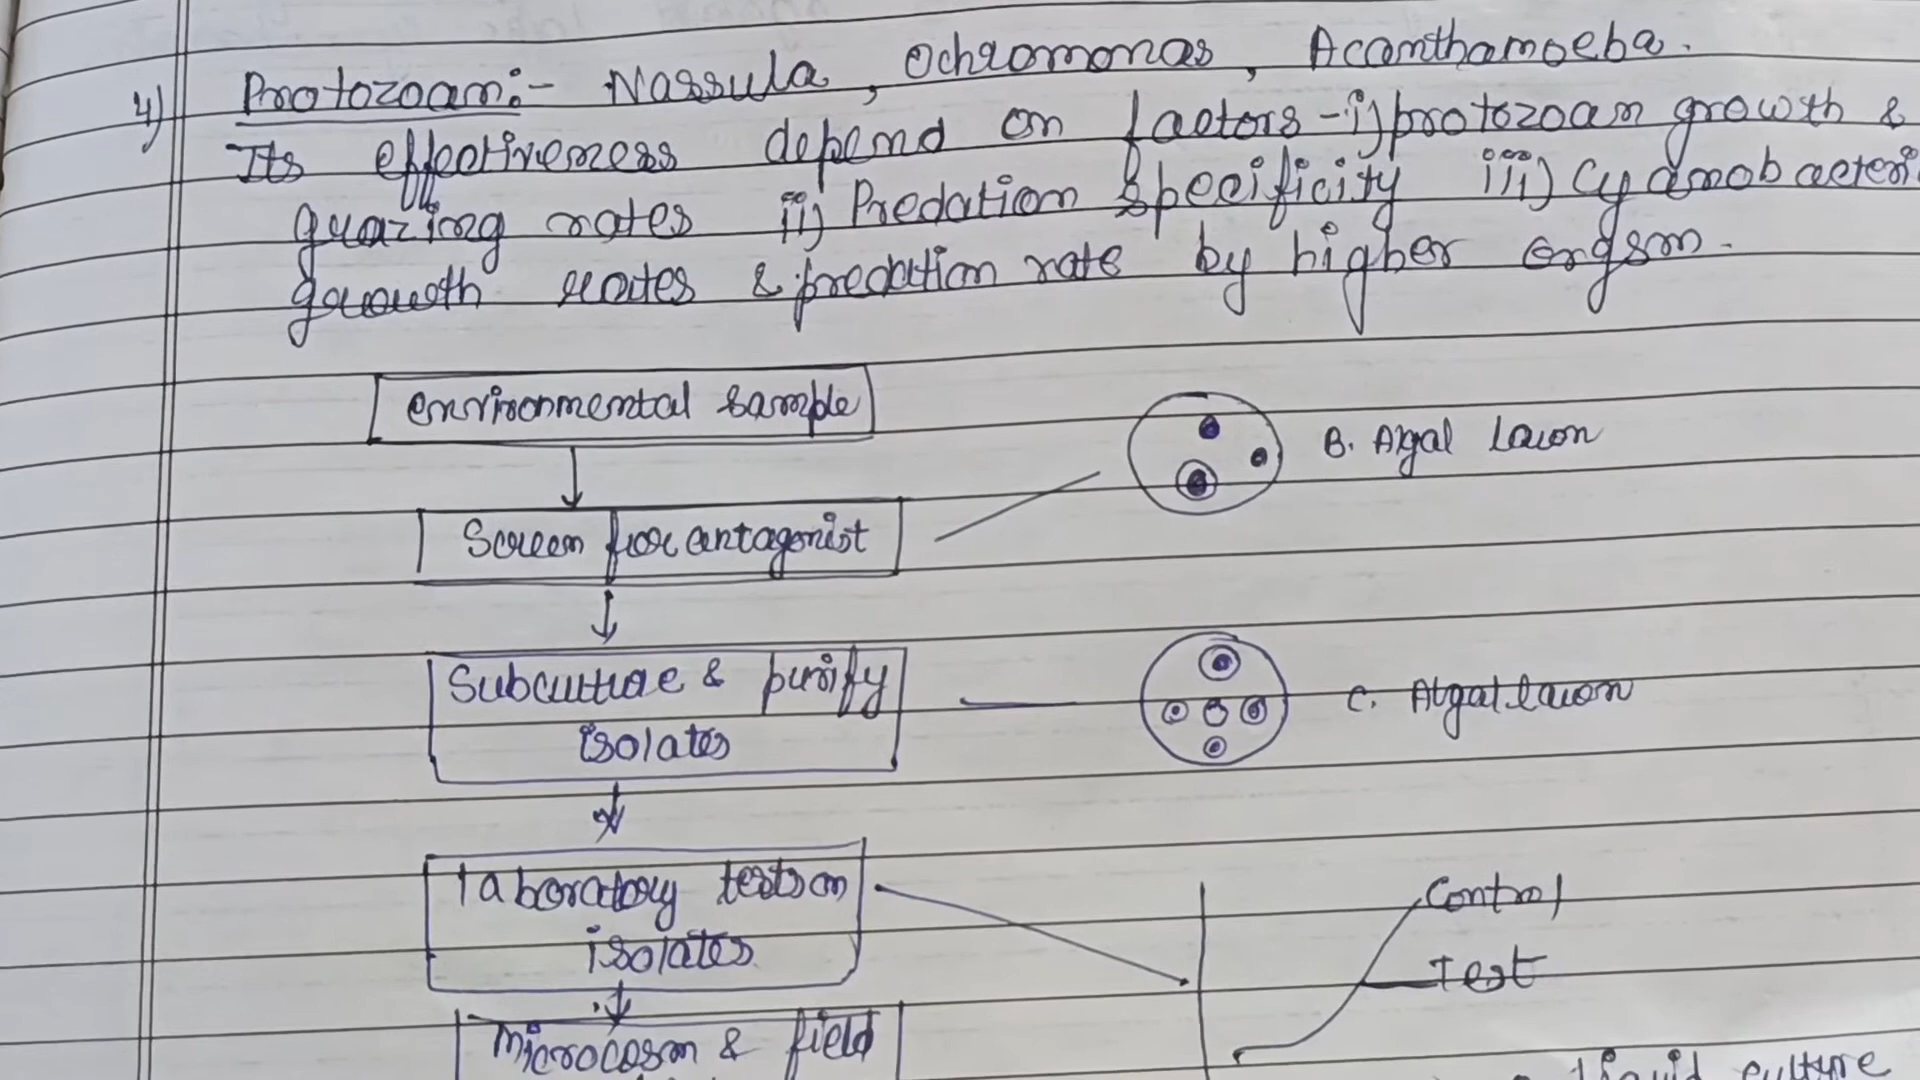 4) Protozoan:- Nassula, Ochromonas, Acanthamoeba.
Its effectiveness depend on factors - i) protozoan growth &
grazing rates ii) Predation specificity iii) Cyanobacteri
growth rates & predation rate by higher orgsm.
environmental sample
B. Algal Lawn
Screen for antagonist
Subculture & purify
isolates
C. Algal lawn
laboratory tests on
isolates
Control
Test
Microcosm & field
liquid culture